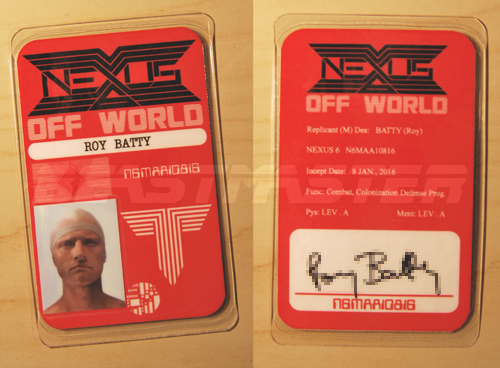 NEXUS
OFF WORLD
ROY BATTY
N6MAA10816
NEXUS
OFF WORLD
Replicant (M) Des: BATTY (Roy)
NEXUS 6 N6MAA10816
Incept Date: 8 JAN., 2016
Func: Combat, Colonization Defense Prog.
Pys: LEV . A Ment: LEV . A
Roy Batty
N6MAA10816